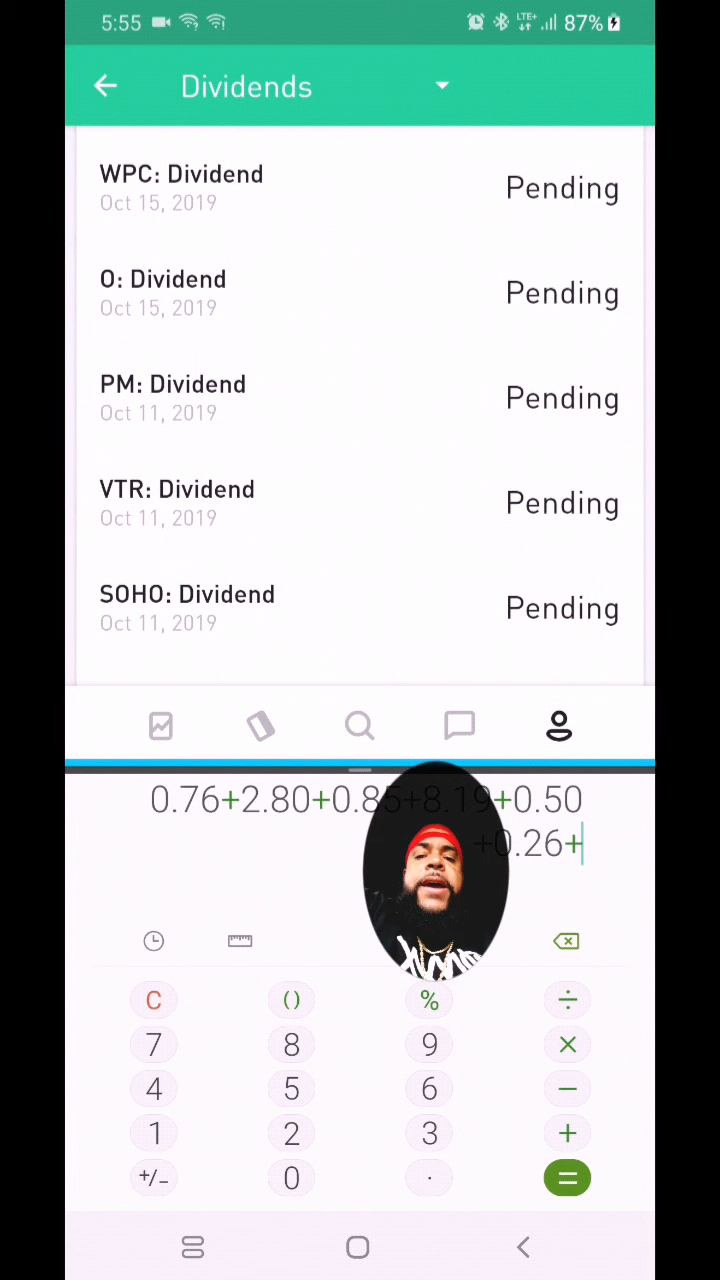 5:55 LTE+ 87%
Dividends
WPC: Dividend
Oct 15, 2019
Pending
O: Dividend
Oct 15, 2019
Pending
PM: Dividend
Oct 11, 2019
Pending
VTR: Dividend
Oct 11, 2019
Pending
SOHO: Dividend
Oct 11, 2019
Pending
0.76+2.80+0.85+8.19+0.50
+0.26+
C () % ÷
7 8 9 ×
4 5 6 −
1 2 3 +
+/− 0 . =